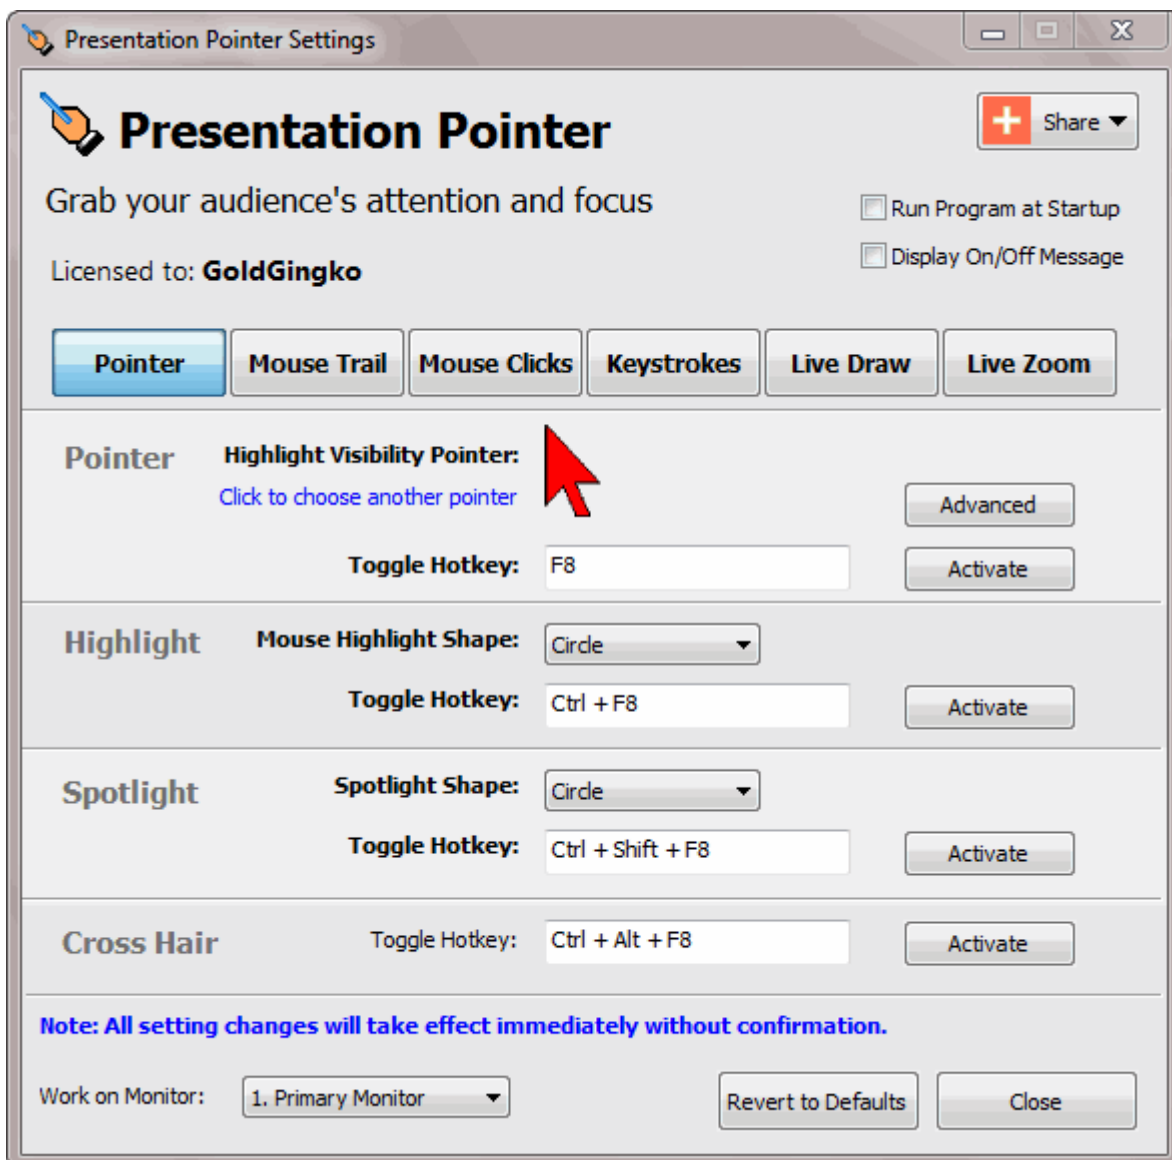 Presentation Pointer Settings
Presentation Pointer
Share
Grab your audience's attention and focus
Run Program at Startup
Display On/Off Message
Licensed to: GoldGingko
Pointer Mouse Trail Mouse Clicks Keystrokes Live Draw Live Zoom
Pointer Highlight Visibility Pointer:
Click to choose another pointer
Advanced
Toggle Hotkey: F8 Activate
Highlight Mouse Highlight Shape: Circle
Toggle Hotkey: Ctrl + F8 Activate
Spotlight Spotlight Shape: Circle
Toggle Hotkey: Ctrl + Shift + F8 Activate
Cross Hair Toggle Hotkey: Ctrl + Alt + F8 Activate
Note: All setting changes will take effect immediately without confirmation.
Work on Monitor: 1. Primary Monitor Revert to Defaults Close